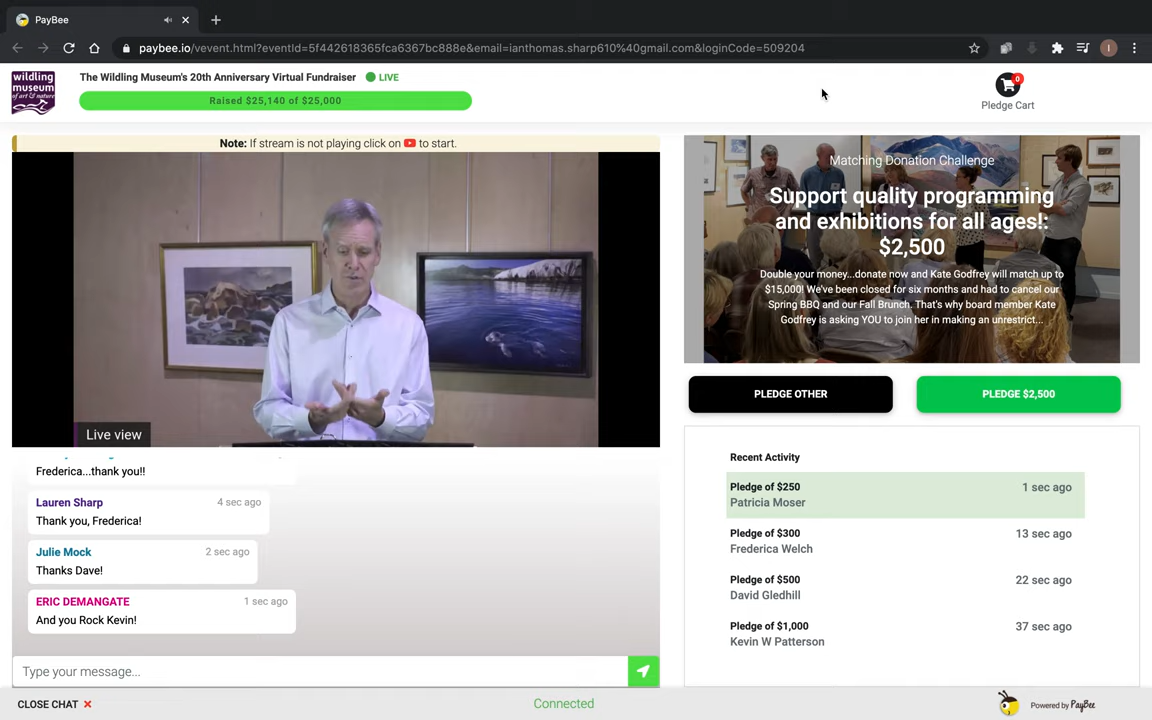 PayBee
paybee.io/vevent.html?eventId=5f442618365fca6367bc888e&email=ianthomas.sharp610%40gmail.com&loginCode=509204
I
wildling
museum
of art & nature
The Wildling Museum's 20th Anniversary Virtual Fundraiser
LIVE
Raised $25,140 of $25,000
0
Pledge Cart
Note: If stream is not playing click on to start.
Live view
Matching Donation Challenge
Support quality programming
and exhibitions for all ages!:
$2,500
Double your money...donate now and Kate Godfrey will match up to
$15,000! We've been closed for six months and had to cancel our
Spring BBQ and our Fall Brunch. That's why board member Kate
Godfrey is asking YOU to join her in making an unrestrict...
PLEDGE OTHER
PLEDGE $2,500
Frederica...thank you!!
Lauren Sharp 4 sec ago
Thank you, Frederica!
Julie Mock 2 sec ago
Thanks Dave!
ERIC DEMANGATE 1 sec ago
And you Rock Kevin!
Type your message...
Recent Activity
Pledge of $250 1 sec ago
Patricia Moser
Pledge of $300 13 sec ago
Frederica Welch
Pledge of $500 22 sec ago
David Gledhill
Pledge of $1,000 37 sec ago
Kevin W Patterson
CLOSE CHAT
Connected
Powered by PayBee